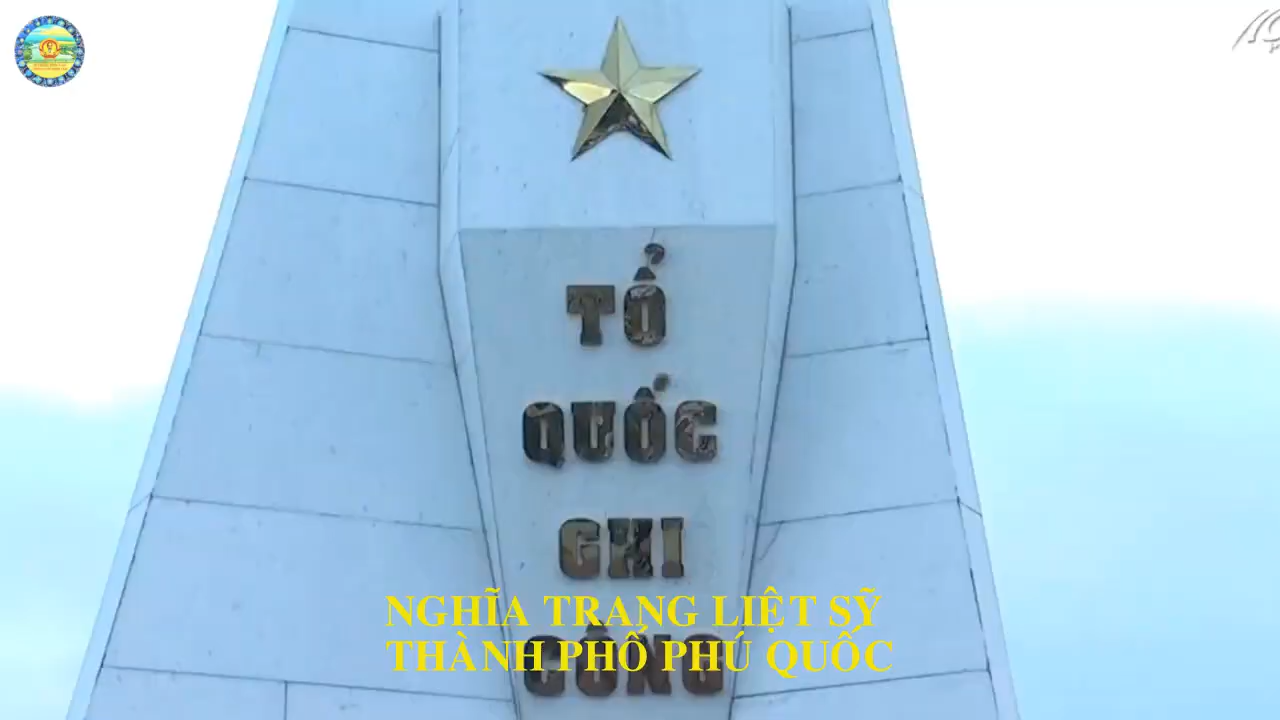 TỔ
QUỐC
GHI
CÔNG
NGHĨA TRANG LIỆT SỸ
THÀNH PHỐ PHÚ QUỐC